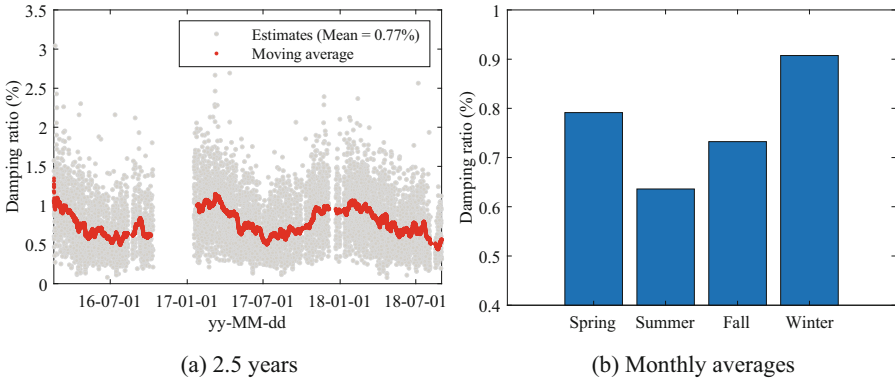 3.5
3
2.5
2
1.5
1
0.5
0
Damping ratio (%)
Estimates (Mean = 0.77%)
Moving average
16-07-01
17-01-01
17-07-01
18-01-01
18-07-01
yy-MM-dd
(a) 2.5 years
1
0.9
0.8
0.7
0.6
0.5
0.4
Damping ratio (%)
Spring
Summer
Fall
Winter
(b) Monthly averages